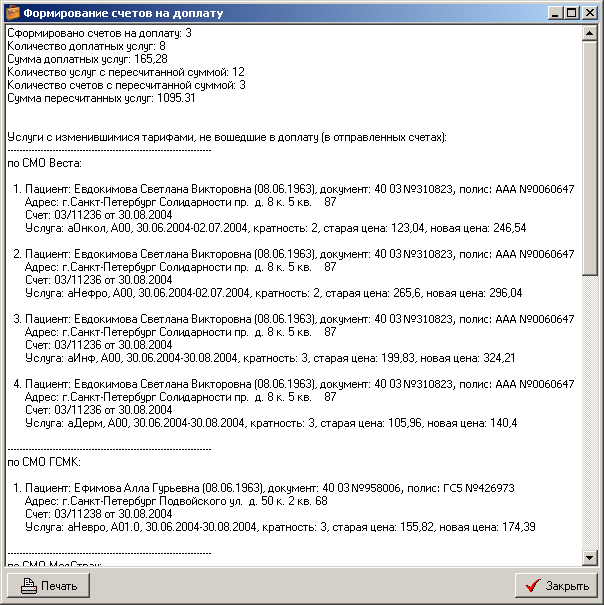 Формирование счетов на доплату
Сформировано счетов на доплату: 3
Количество доплатных услуг: 8
Сумма доплатных услуг: 165,28
Количество услуг с пересчитанной суммой: 12
Количество счетов с пересчитанной суммой: 3
Сумма пересчитанных услуг: 1095.31
Услуги с изменившимися тарифами, не вошедшие в доплату (в отправленных счетах):
--------------------------------------------------------------------
по СМО Веста:
1. Пациент: Евдокимова Светлана Викторовна (08.06.1963), документ: 40 03 №310823, полис: ААА №0060647
Адрес: г.Санкт-Петербург Солидарности пр. д. 8 к. 5 кв. 87
Счет: 03/11236 от 30.08.2004
Услуга: аОнкол, А00, 30.06.2004-02.07.2004, кратность: 2, старая цена: 123,04, новая цена: 246,54
2. Пациент: Евдокимова Светлана Викторовна (08.06.1963), документ: 40 03 №310823, полис: ААА №0060647
Адрес: г.Санкт-Петербург Солидарности пр. д. 8 к. 5 кв. 87
Счет: 03/11236 от 30.08.2004
Услуга: аНефро, А00, 30.06.2004-02.07.2004, кратность: 2, старая цена: 265,6, новая цена: 296,04
3. Пациент: Евдокимова Светлана Викторовна (08.06.1963), документ: 40 03 №310823, полис: ААА №0060647
Адрес: г.Санкт-Петербург Солидарности пр. д. 8 к. 5 кв. 87
Счет: 03/11236 от 30.08.2004
Услуга: аИнф, А00, 30.06.2004-30.08.2004, кратность: 3, старая цена: 199,83, новая цена: 324,21
4. Пациент: Евдокимова Светлана Викторовна (08.06.1963), документ: 40 03 №310823, полис: ААА №0060647
Адрес: г.Санкт-Петербург Солидарности пр. д. 8 к. 5 кв. 87
Счет: 03/11236 от 30.08.2004
Услуга: аДерм, А00, 30.06.2004-30.08.2004, кратность: 3, старая цена: 105,96, новая цена: 140,4
--------------------------------------------------------------------
по СМО ГСМК:
1. Пациент: Ефимова Алла Гурьевна (08.06.1963), документ: 40 03 №958006, полис: ГС5 №426973
Адрес: г.Санкт-Петербург Подвойского ул. д. 50 к. 2 кв. 68
Счет: 03/11238 от 30.08.2004
Услуга: аНевро, А01.0, 30.06.2004-30.08.2004, кратность: 3, старая цена: 155,82, новая цена: 174,39
--------------------------------------------------------------------
по СМО МедСтрах:
Печать
Закрыть